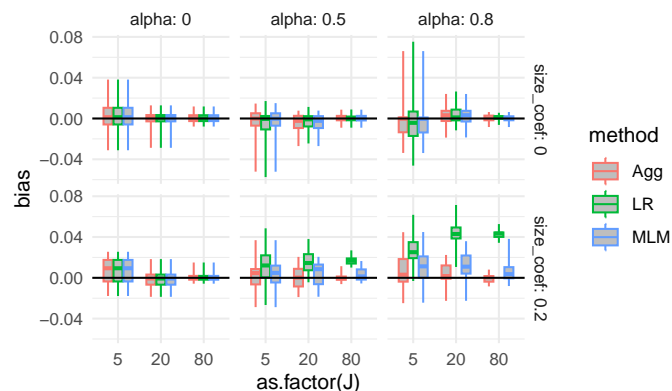 alpha: 0
alpha: 0.5
alpha: 0.8
0.08
0.04
0.00
−0.04
size_coef: 0
0.08
0.04
0.00
−0.04
size_coef: 0.2
bias
5
20
80
5
20
80
5
20
80
as.factor(J)
method
Agg
LR
MLM